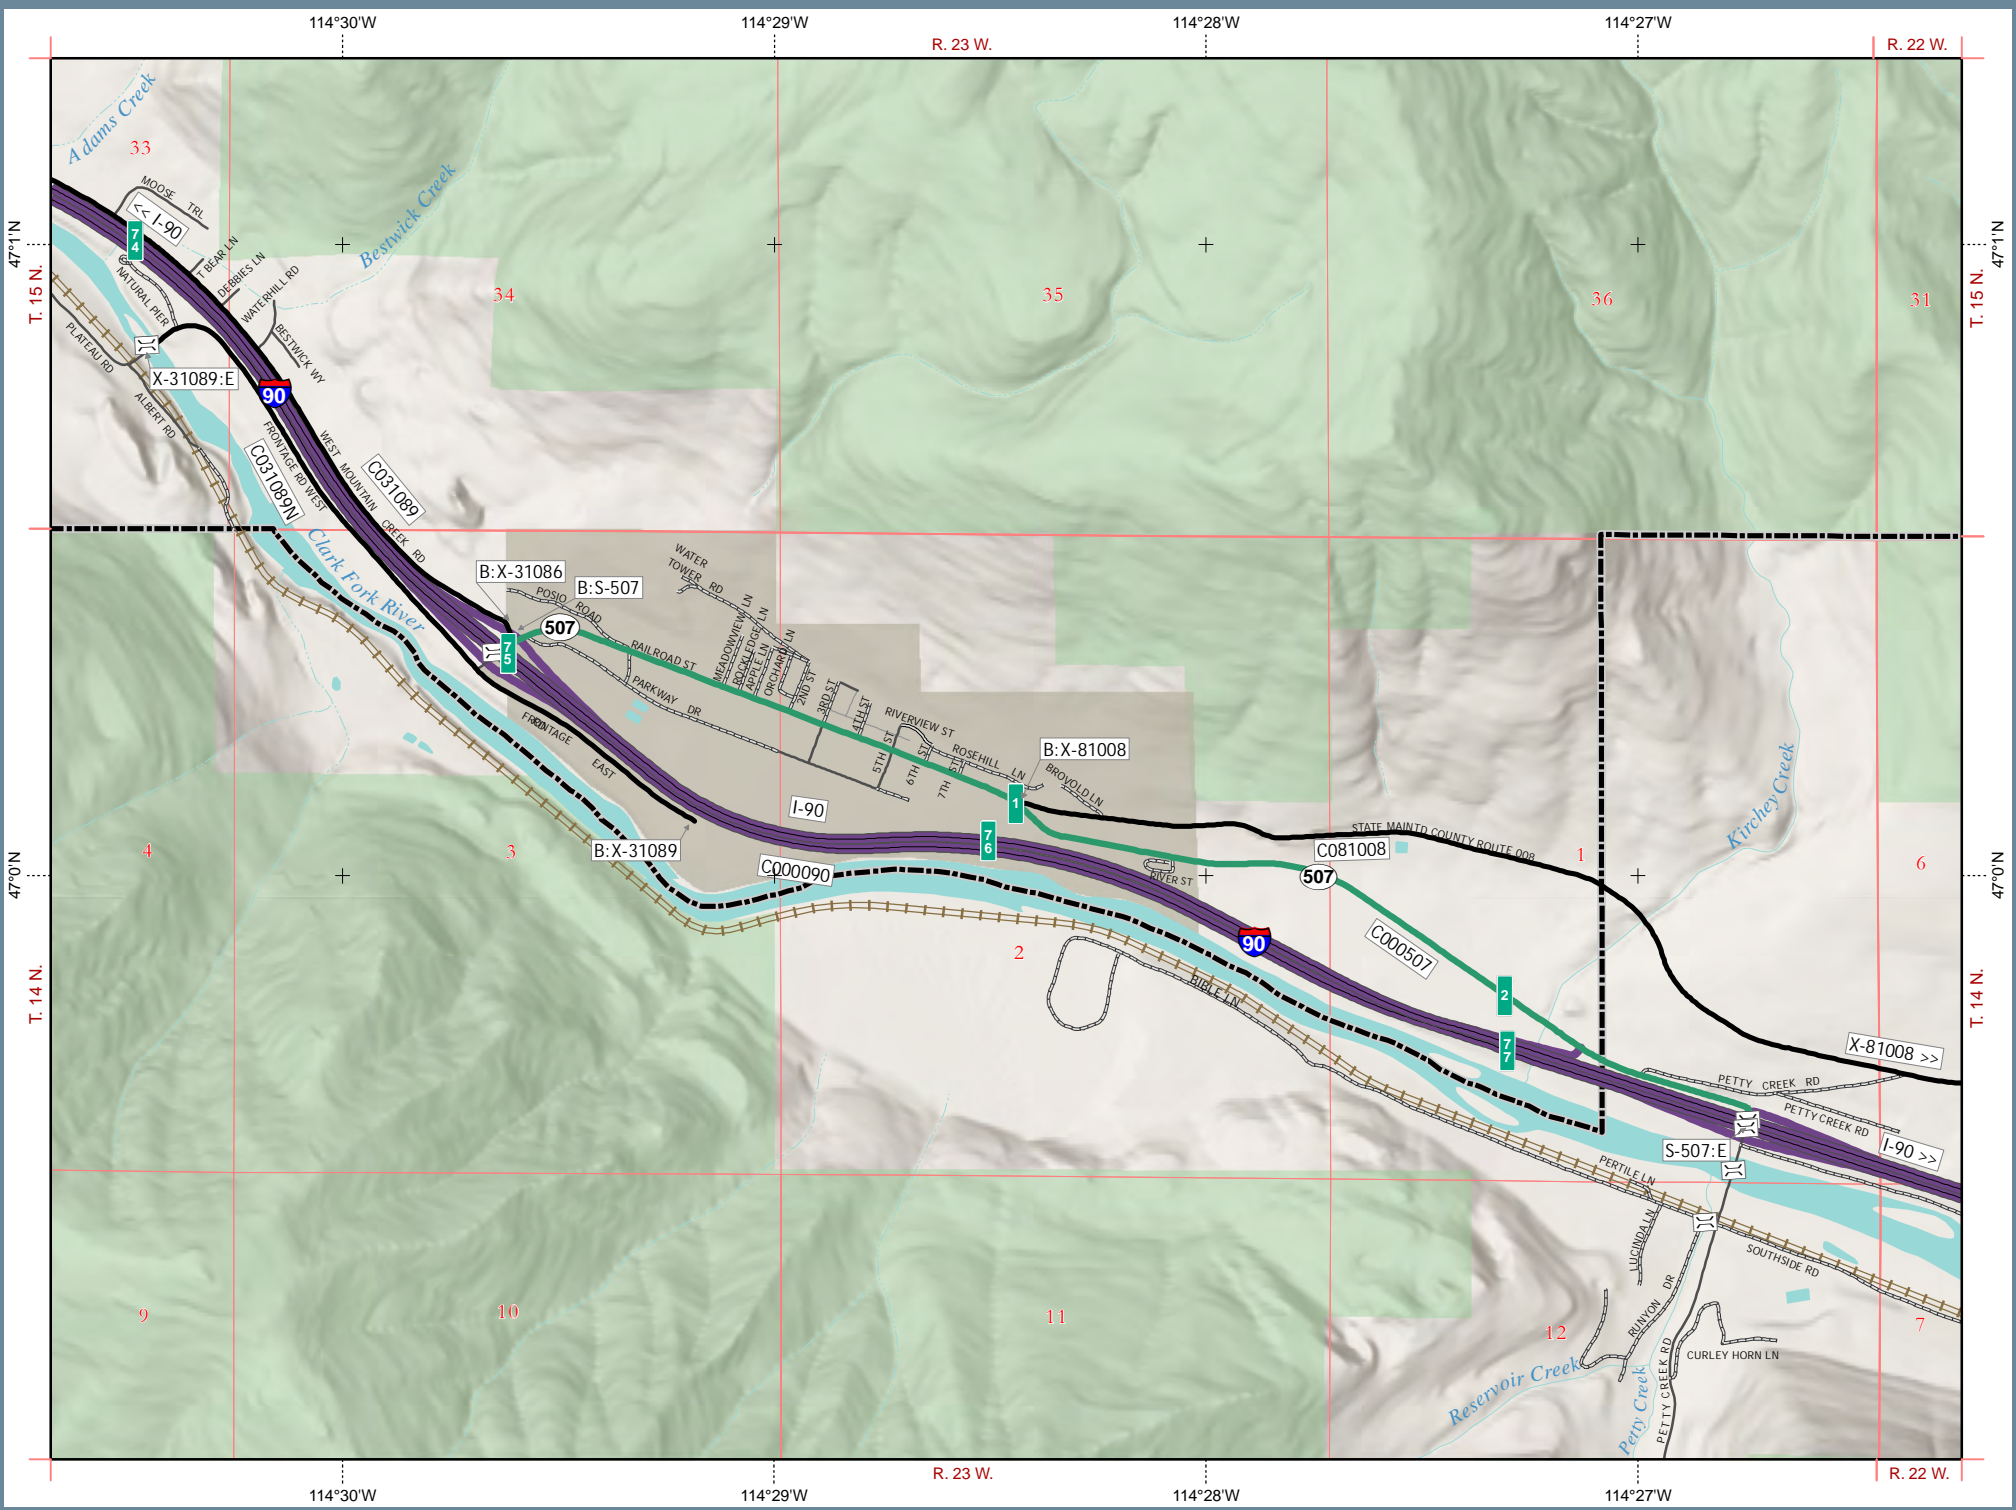 114°30'W
114°29'W
114°28'W
114°27'W
R. 23 W.
R. 22 W.
Adams Creek
33
MOOSE TRL
<< I-90
74
Bestwick Creek
47°1'N
47°1'N
T. 15 N.
T. 15 N.
T BEAR LN
DEBBIES LN
WATERHILL RD
NATURAL PIER
BESTWICK WY
34
35
36
31
PLATEAU RD
X-31089:E
90
ALBERT RD
FRONTAGE RD WEST
C031089N
WEST MOUNTAIN CREEK RD
C031089
Clark Fork River
B:X-31086
B:S-507
WATER TOWER RD
POSIO ROAD
507
75
RAILROAD ST
PARKWAY DR
MEADOWVIEW LN
ROCKLEDGE LN
APPLE LN
ORCHARD LN
2ND ST
3RD ST
4TH ST
5TH ST
6TH ST
7TH ST
RIVERVIEW ST
ROSEHILL LN
BROVOLD LN
B:X-81008
FRONTAGE RD EAST
I-90
1
76
B:X-31089
C000090
STATE MAINTD COUNTY ROUTE 008
C081008
507
RIVER ST
Kirchey Creek
47°0'N
47°0'N
4
3
2
1
6
T. 14 N.
T. 14 N.
90
C000507
BIBLE LN
2
77
X-81008 >>
PETTY CREEK RD
PETTY CREEK RD
I-90 >>
S-507:E
PERTILE LN
LUCINDA LN
SOUTHSIDE RD
RUNYON DR
CURLEY HORN LN
PETTY CREEK RD
Reservoir Creek
Petty Creek
9
10
11
12
7
R. 23 W.
R. 22 W.
114°30'W
114°29'W
114°28'W
114°27'W